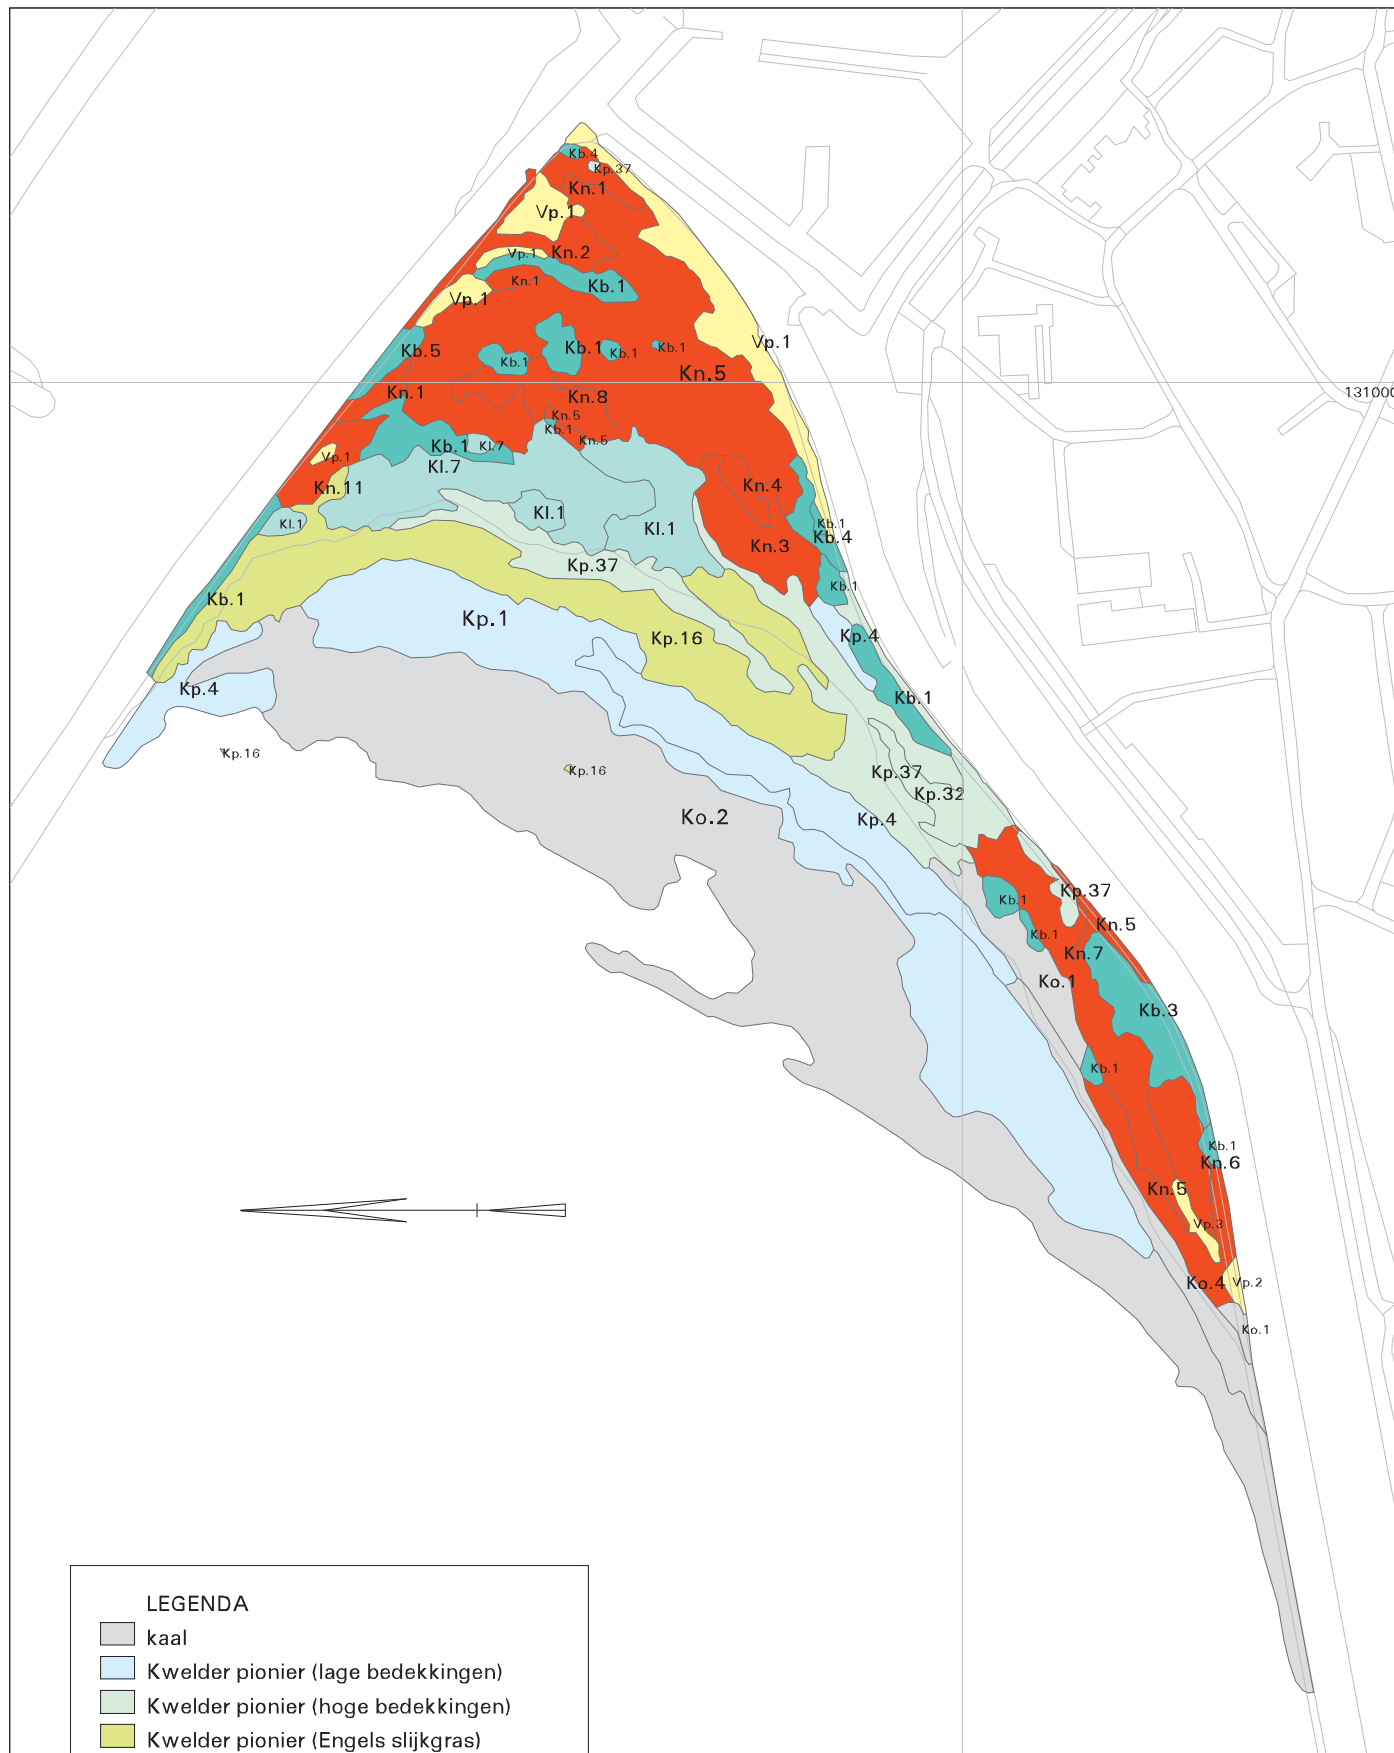 Kb.4
Kp.37
Kn.1
Vp.1
Vp.1
Kn.2
Kn.1
Kb.1
Vp.1
Vp.1
Kb.5
Kb.1
Kb.1
Kb.1
Kb.1
Kn.5
Kn.1
Kn.8
131000
Kn.5
Kb.1
Kn.5
Kb.1
Kl.7
Vp.1
Kl.7
Kn.11
Kn.4
Kl.1
Kl.1
Kl.1
Kb.1
Kb.4
Kn.3
Kp.37
Kb.1
Kb.1
Kp.1
Kp.16
Kp.4
Kp.4
Kb.1
Kp.16
Kp.16
Kp.37
Kp.32
Ko.2
Kp.4
Kp.37
Kb.1
Kn.5
Kb.1
Kn.7
Ko.1
Kb.3
Kb.1
Kb.1
Kn.6
Kn.5
Vp.3
Ko.4
Vp.2
Ko.1
LEGENDA
kaal
Kwelder pionier (lage bedekkingen)
Kwelder pionier (hoge bedekkingen)
Kwelder pionier (Engels slijkgras)